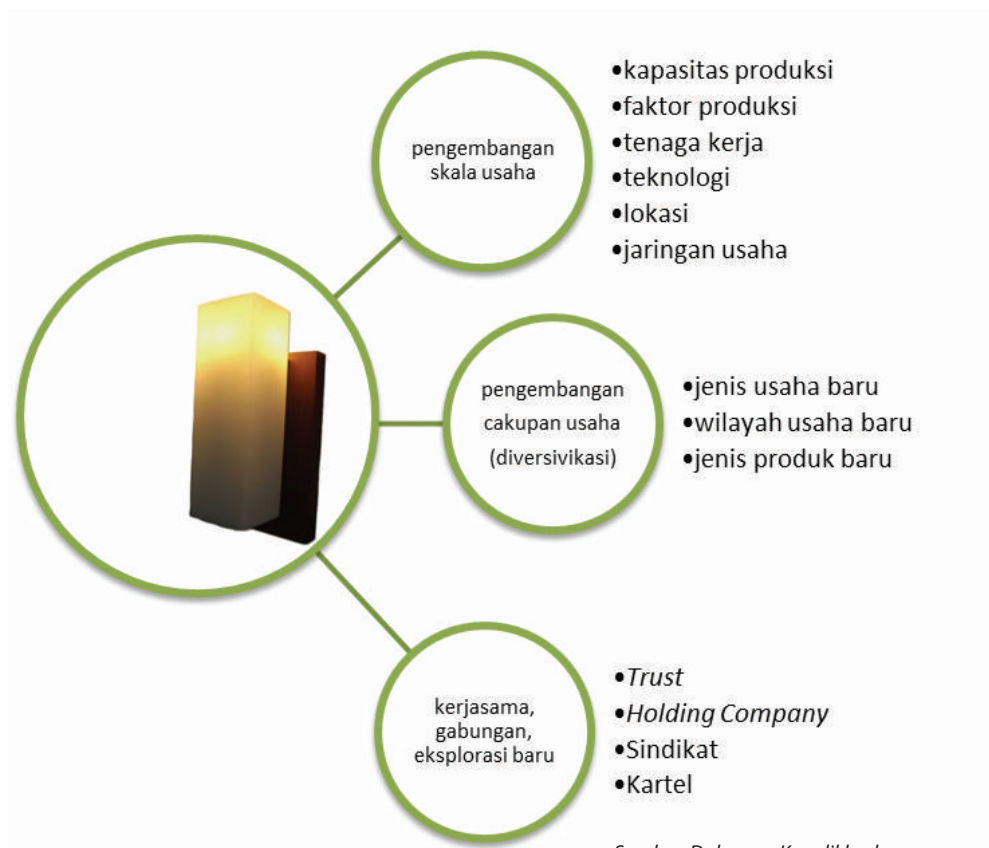 pengembangan
skala usaha
•kapasitas produksi
•faktor produksi
•tenaga kerja
•teknologi
•lokasi
•jaringan usaha
pengembangan
cakupan usaha
(diversivikasi)
•jenis usaha baru
•wilayah usaha baru
•jenis produk baru
kerjasama,
gabungan,
eksplorasi baru
•Trust
•Holding Company
•Sindikat
•Kartel